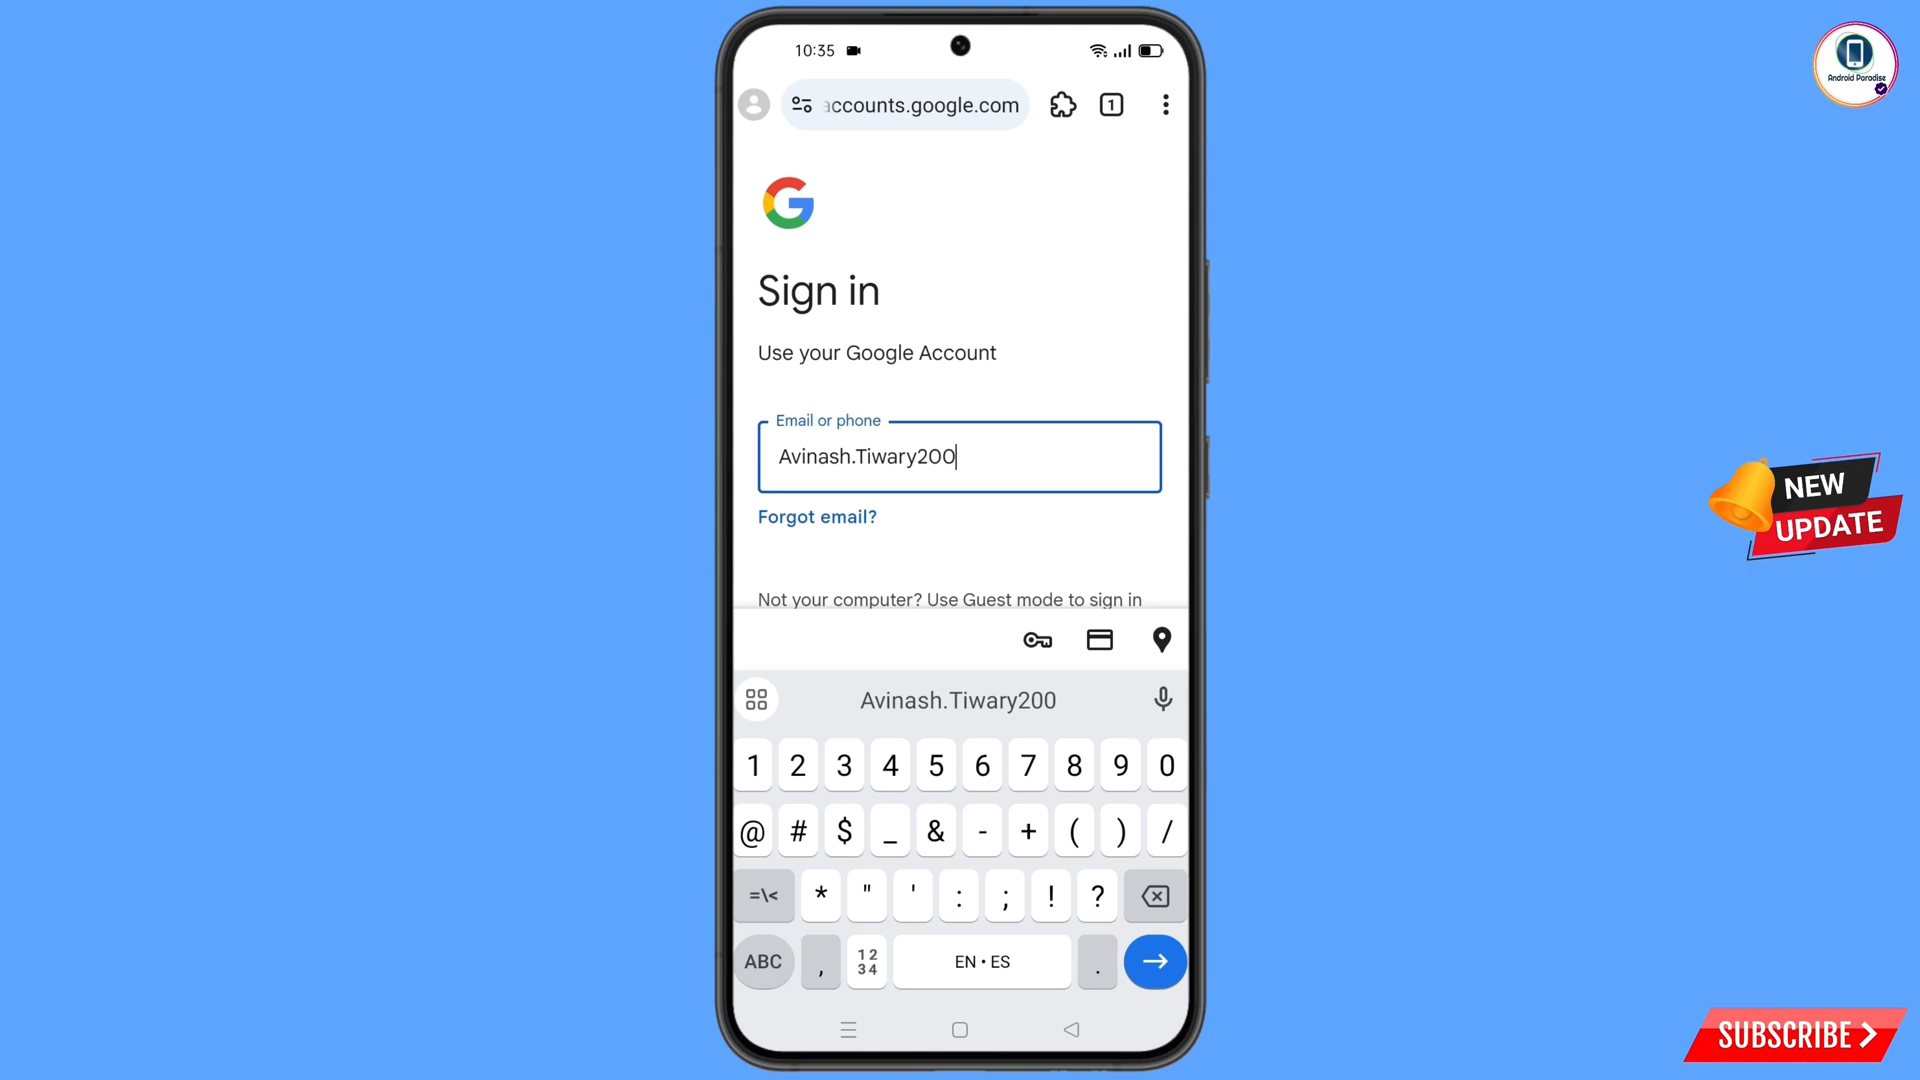 10:35
accounts.google.com
1
Android Paradise
G
Sign in
Use your Google Account
Email or phone
Avinash.Tiwary200
Forgot email?
NEW
UPDATE
Not your computer? Use Guest mode to sign in
Avinash.Tiwary200
1 2 3 4 5 6 7 8 9 0
@ # $ _ & - + ( ) /
=\< * " ' : ; ! ?
ABC , 12 34 EN • ES .
SUBSCRIBE